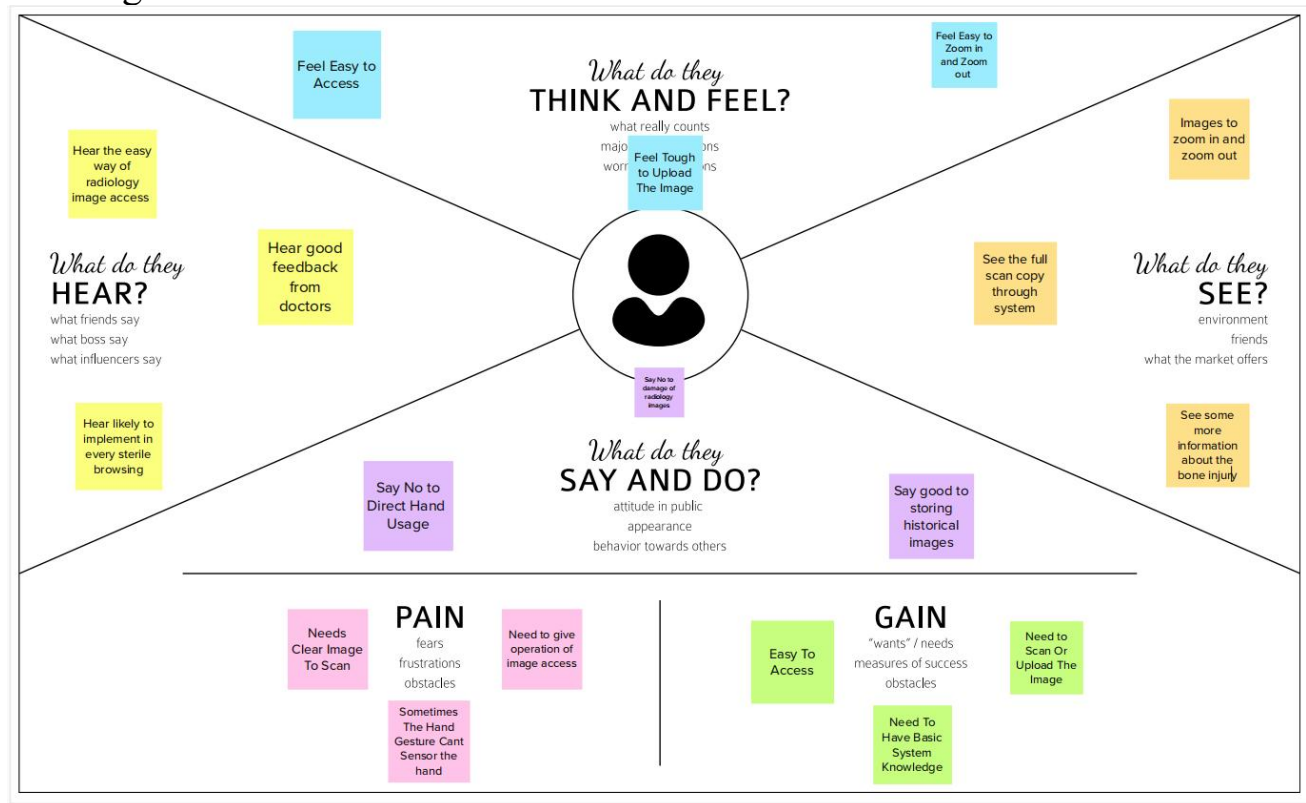 Feel Easy to
Access
What do they
THINK AND FEEL?
what really counts
Feel Tough
to Upload
The Image
Feel Easy to
Zoom in
and Zoom
out
Hear the easy
way of
radiology
image access
Hear good
feedback
from
doctors
What do they
HEAR?
what friends say
what boss say
what influencers say
Hear likely to
implement in
every sterile
browsing
Images to
zoom in and
zoom out
See the full
scan copy
through
system
What do they
SEE?
environment
friends
what the market offers
See some
more
information
about the
bone injury
Say No to
damage of
radiology
images
What do they
SAY AND DO?
attitude in public
appearance
behavior towards others
Say No to
Direct Hand
Usage
Say good to
storing
historical
images
PAIN
fears
frustrations
obstacles
Needs
Clear Image
To Scan
Need to give
operation of
image access
Sometimes
The Hand
Gesture Cant
Sensor the
hand
GAIN
"wants" / needs
measures of success
obstacles
Easy To
Access
Need to
Scan Or
Upload The
Image
Need To
Have Basic
System
Knowledge